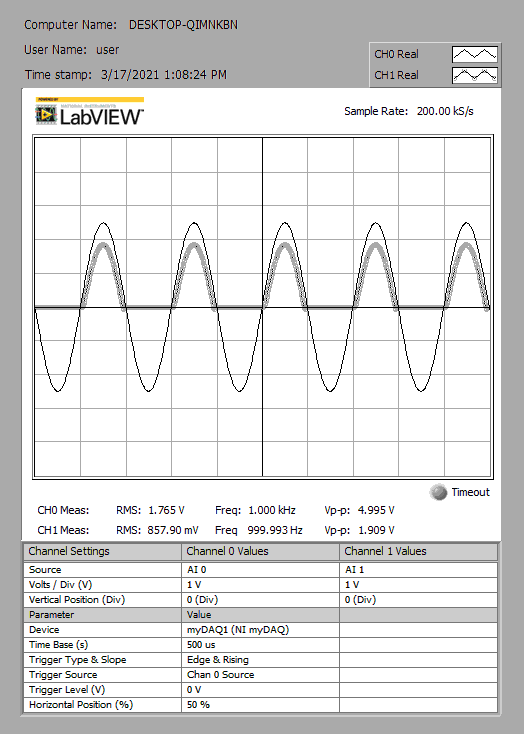 Computer Name: DESKTOP-QIMNKBN
User Name: user
Time stamp: 3/17/2021 1:08:24 PM
CH0 Real
CH1 Real
POWERED BY
NATIONAL INSTRUMENTS
LabVIEW™
Sample Rate: 200.00 kS/s
Timeout
CH0 Meas: RMS: 1.765 V Freq: 1.000 kHz Vp-p: 4.995 V
CH1 Meas: RMS: 857.90 mV Freq 999.993 Hz Vp-p: 1.909 V
Channel Settings Channel 0 Values Channel 1 Values
Source AI 0 AI 1
Volts / Div (V) 1 V 1 V
Vertical Position (Div) 0 (Div) 0 (Div)
Parameter Value
Device myDAQ1 (NI myDAQ)
Time Base (s) 500 us
Trigger Type & Slope Edge & Rising
Trigger Source Chan 0 Source
Trigger Level (V) 0 V
Horizontal Position (%) 50 %